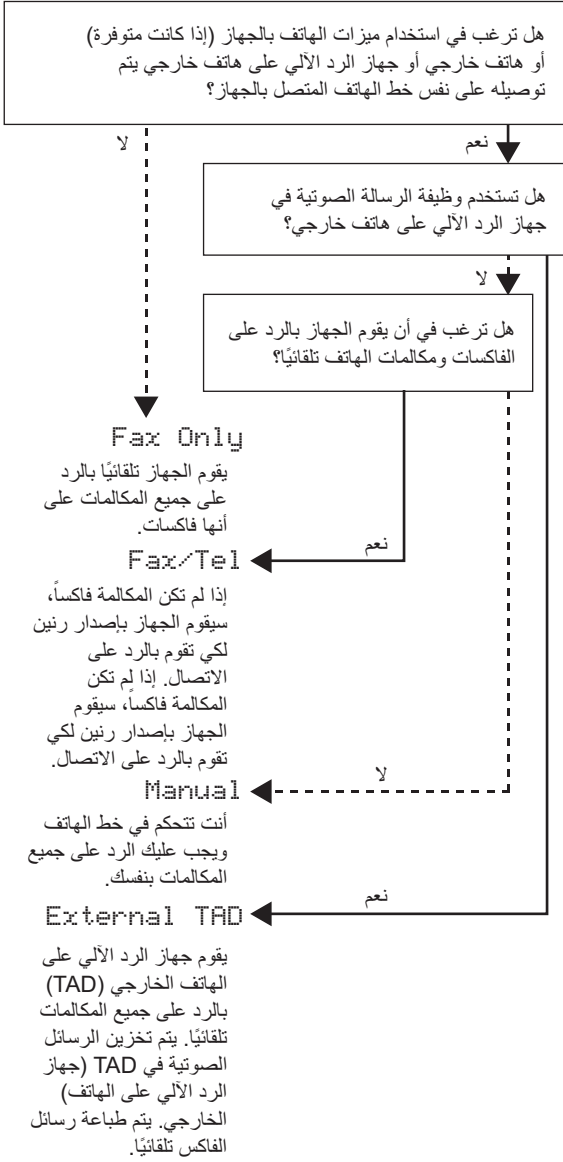 هل ترغب في استخدام ميزات الهاتف بالجهاز (إذا كانت متوفرة)
أو هاتف خارجي أو جهاز الرد الآلي على هاتف خارجي يتم
توصيله على نفس خط الهاتف المتصل بالجهاز؟
نعم
لا
هل تستخدم وظيفة الرسالة الصوتية في
جهاز الرد الآلي على هاتف خارجي؟
لا
هل ترغب في أن يقوم الجهاز بالرد على
الفاكسات ومكالمات الهاتف تلقائيًا؟
Fax Only
يقوم الجهاز تلقائيًا بالرد
على جميع المكالمات على
أنها فاكسات.
نعم
Fax/Tel
إذا لم تكن المكالمة فاكساً،
سيقوم الجهاز بإصدار رنين
لكي تقوم بالرد على
الاتصال. إذا لم تكن
المكالمة فاكساً، سيقوم
الجهاز بإصدار رنين لكي
تقوم بالرد على الاتصال.
لا
Manual
أنت تتحكم في خط الهاتف
ويجب عليك الرد على جميع
المكالمات بنفسك.
نعم
External TAD
يقوم جهاز الرد الآلي على
الهاتف الخارجي (TAD)
بالرد على جميع المكالمات
تلقائيًا. يتم تخزين الرسائل
الصوتية في TAD (جهاز
الرد الآلي على الهاتف)
الخارجي. يتم طباعة رسائل
الفاكس تلقائيًا.